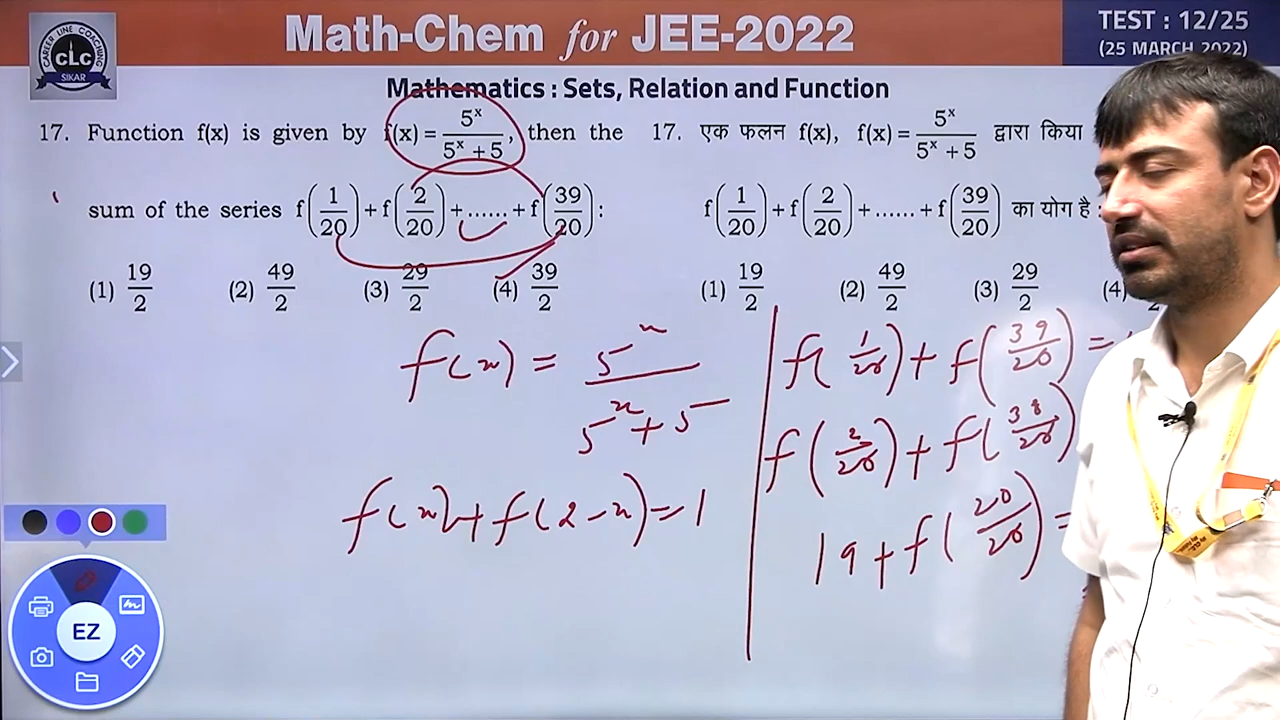 Math-Chem for JEE-2022
TEST : 12/25
(25 MARCH 2022)
CAREER LINE COACHING
CLC
SIKAR
Mathematics : Sets, Relation and Function
17. Function f(x) is given by f(x) = 5^x / (5^x + 5), then the
sum of the series f(1/20) + f(2/20) + ...... + f(39/20) :
(1) 19/2 (2) 49/2 (3) 29/2 (4) 39/2
17. एक फलन f(x), f(x) = 5^x / (5^x + 5) द्वारा किया
f(1/20) + f(2/20) + ...... + f(39/20) का योग है :
(1) 19/2 (2) 49/2 (3) 29/2 (4)
f(x) = 5^x / (5^x + 5)
f(x) + f(2-x) = 1
f(1/20) + f(39/20) =
f(2/20) + f(38/20)
19 + f(20/20) =
EZ